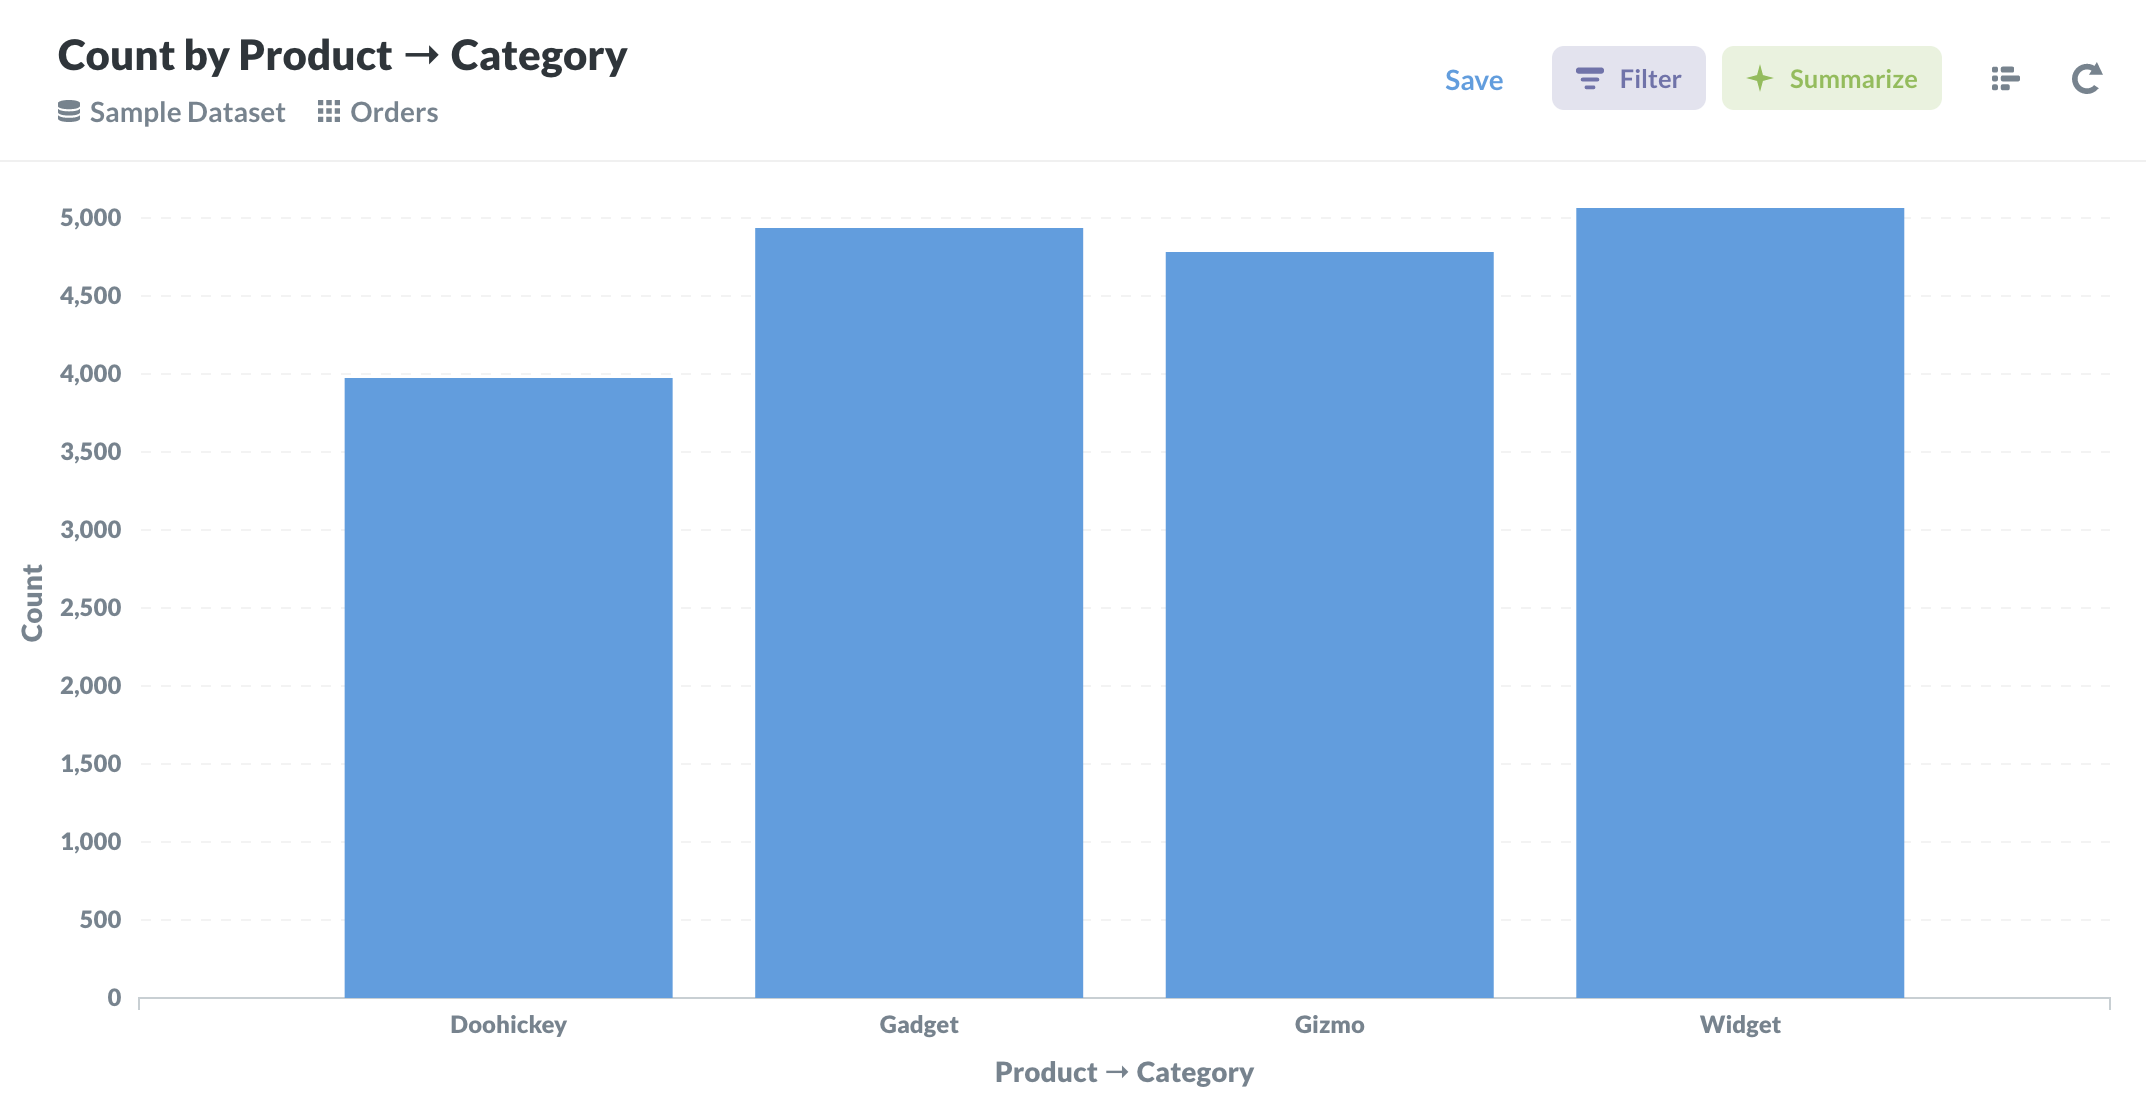 Count by Product → Category
Sample Dataset Orders
Save Filter Summarize
5,000
4,500
4,000
3,500
3,000
2,500
2,000
1,500
1,000
500
0
Count
Doohickey Gadget Gizmo Widget
Product → Category